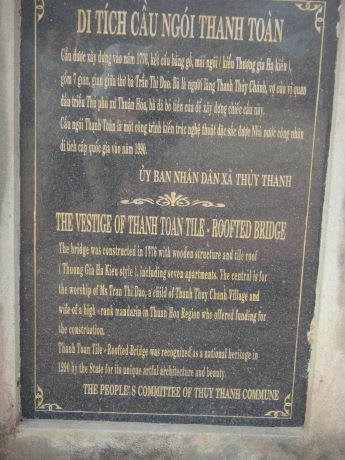 DI TÍCH CẦU NGÓI THANH TOÀN
Cầu được xây dựng vào năm 1776, kết cấu bằng gỗ, mái ngói ( kiểu Thượng gia Hạ kiều ),
gồm 7 gian, gian giữa thờ bà Trần Thị Đạo. Bà là người làng Thanh Thủy Chánh, vợ của vị quan
đầu triều Thủ phủ xứ Thuận Hóa, bà đã bỏ tiền của để xây dựng chiếc cầu này.
Cầu ngói Thanh Toàn là một công trình kiến trúc nghệ thuật đặc sắc được Nhà nước công nhận
di tích cấp quốc gia vào năm 1990.
ỦY BAN NHÂN DÂN XÃ THỦY THANH
THE VESTIGE OF THANH TOAN TILE - ROOFTED BRIDGE
The bridge was constructed in 1776 with wooden structure and tile roof
( Thuong Gia Ha Kieu style ), including seven apartments. The central is for
the worship of Ms Tran Thi Dao, a child of Thanh Thuy Chanh Village and
wife of a high - rank mandarin in Thuan Hoa Region who offered funding for
the construction.
Thanh Toan Tile - Roofted Bridge was recognized as a national heritage in
1990 by the State for its unique artful architecture and beauty.
THE PEOPLE' S COMMITTEE OF THUY THANH COMMUNE